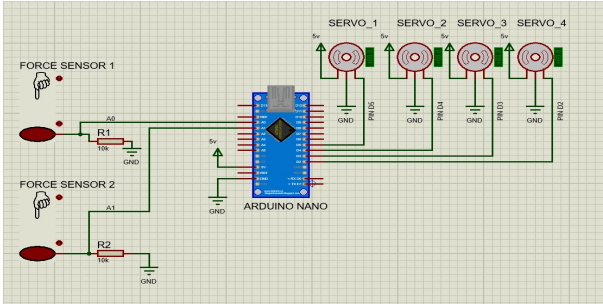 SERVO_1 SERVO_2 SERVO_3 SERVO_4
5v 5v 5v 5v
FORCE SENSOR 1
GND GND GND GND
PIN D5 PIN D4 PIN D3 PIN D2
A0
R1
10k
GND
5v
FORCE SENSOR 2
A1
GND
ARDUINO NANO
R2
10k
GND